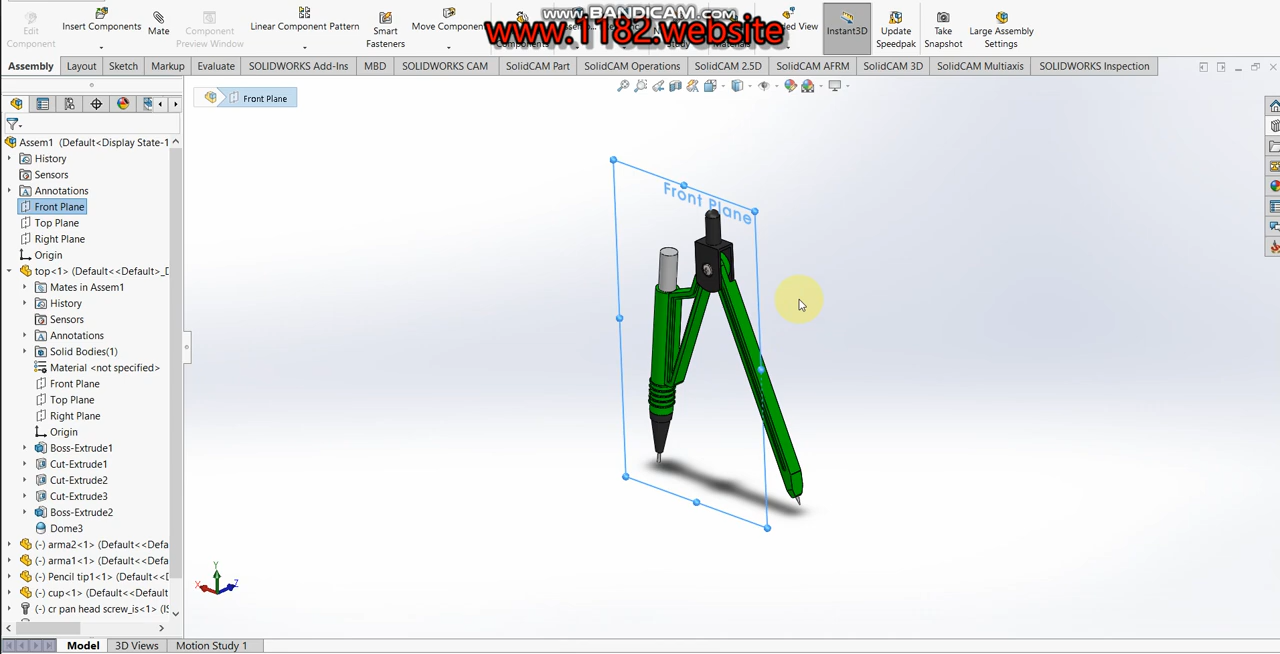 www.BANDICAM.com
www.1182.website
Edit
Component
Insert Components
Mate
Component
Preview Window
Linear Component Pattern
Smart
Fasteners
Move Component
Components
Instant3D
Update
Speedpak
Take
Snapshot
Large Assembly
Settings
Assembly Layout Sketch Markup Evaluate SOLIDWORKS Add-Ins MBD SOLIDWORKS CAM SolidCAM Part SolidCAM Operations SolidCAM 2.5D SolidCAM AFRM SolidCAM 3D SolidCAM Multiaxis SOLIDWORKS Inspection
Front Plane
Assem1 (Default<Display State-1
History
Sensors
Annotations
Front Plane
Top Plane
Right Plane
Origin
top<1> (Default<<Default>_D
Mates in Assem1
History
Sensors
Annotations
Solid Bodies(1)
Material <not specified>
Front Plane
Top Plane
Right Plane
Origin
Boss-Extrude1
Cut-Extrude1
Cut-Extrude2
Cut-Extrude3
Boss-Extrude2
Dome3
(-) arma2<1> (Default<<Defa
(-) arma1<1> (Default<<Defa
(-) Pencil tip1<1> (Default<<
(-) cup<1> (Default<<Default
(-) cr pan head screw_is<1> (IS
Front Plane
Y
X
Z
Model 3D Views Motion Study 1